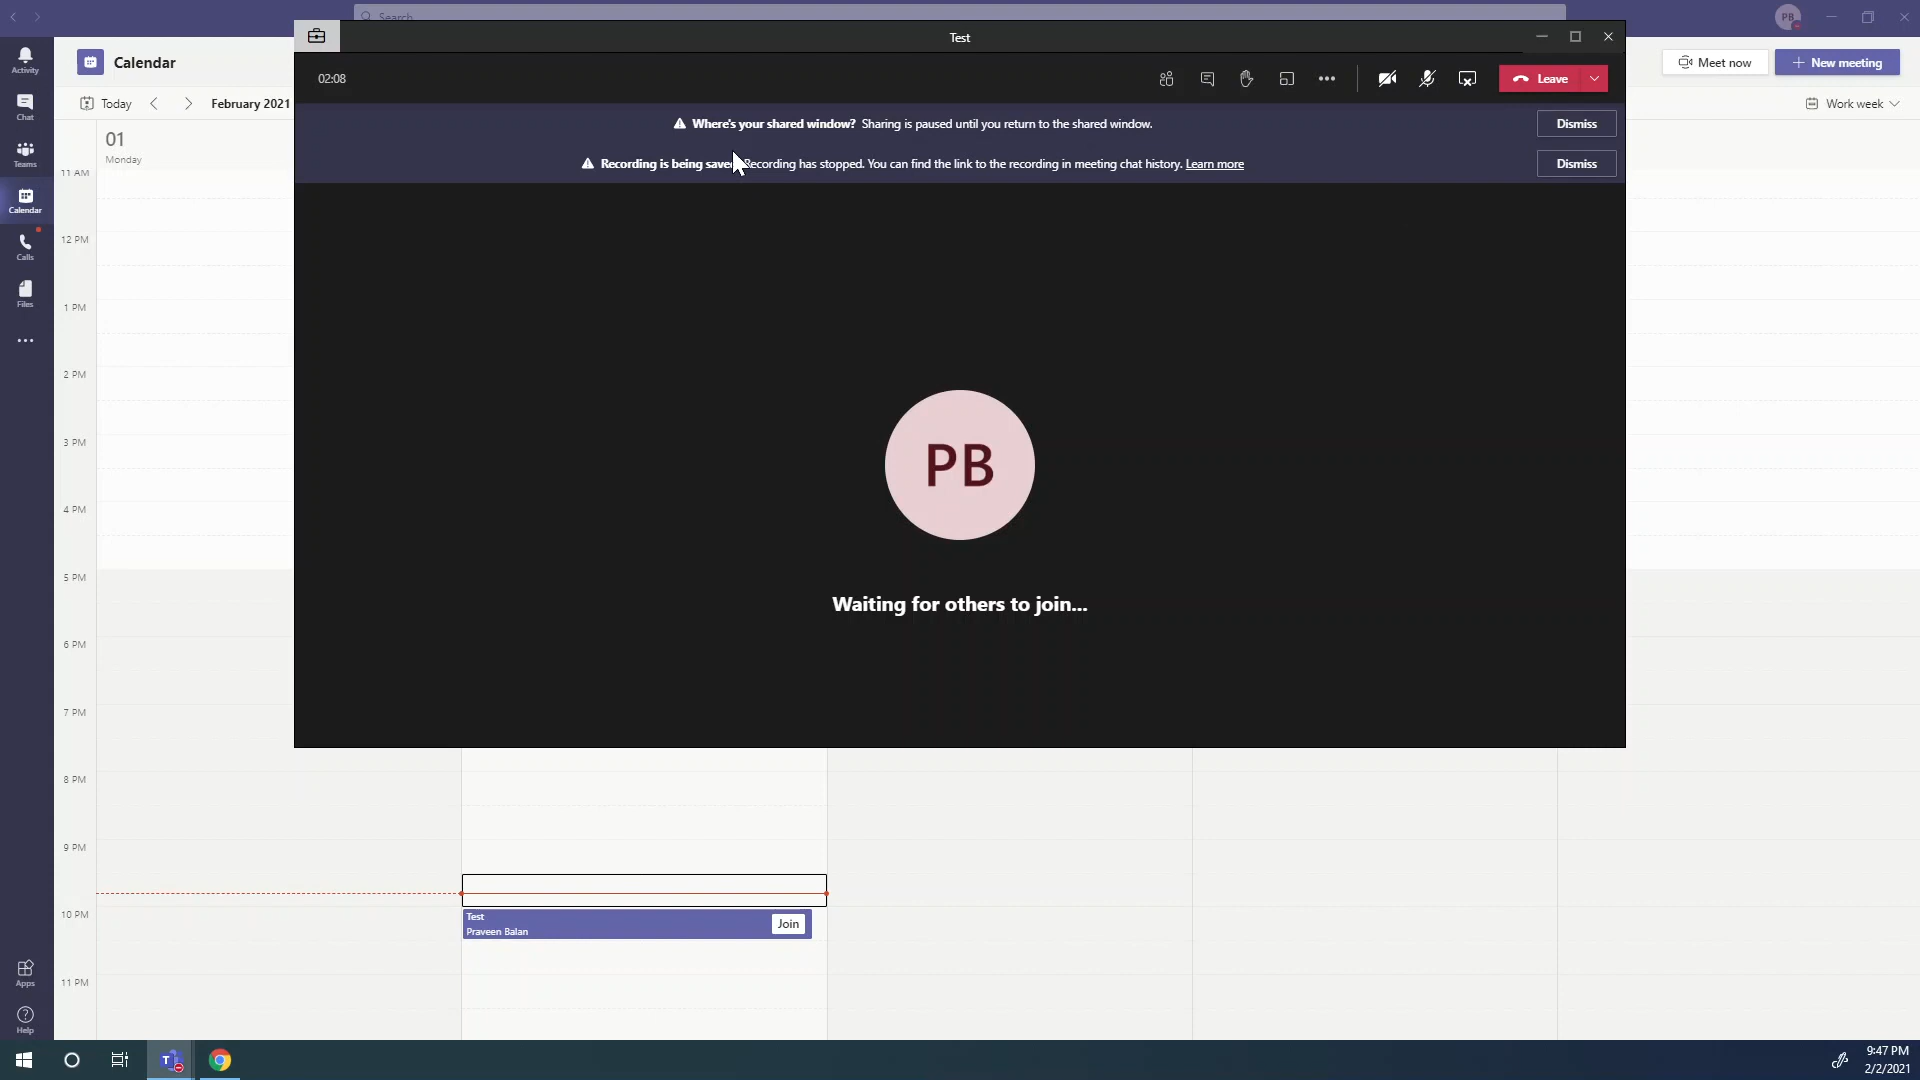 Search
PB
Test
Activity
Calendar
02:08
Leave
Meet now
New meeting
Chat
Today
February 2021
Work week
Where's your shared window? Sharing is paused until you return to the shared window.
Dismiss
01
Monday
Teams
Recording is being save Recording has stopped. You can find the link to the recording in meeting chat history. Learn more
Dismiss
11 AM
Calendar
12 PM
Calls
Files
1 PM
2 PM
3 PM
PB
4 PM
5 PM
Waiting for others to join...
6 PM
7 PM
8 PM
9 PM
10 PM
Test
Praveen Balan
Join
Apps
11 PM
Help
T
9:47 PM
2/2/2021